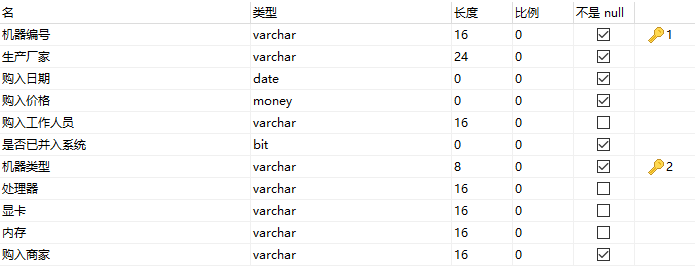 名 类型 长度 比例 不是 null
机器编号 varchar 16 0 1
生产厂家 varchar 24 0
购入日期 date 0 0
购入价格 money 0 0
购入工作人员 varchar 16 0
是否已并入系统 bit 0 0
机器类型 varchar 8 0 2
处理器 varchar 16 0
显卡 varchar 16 0
内存 varchar 16 0
购入商家 varchar 16 0